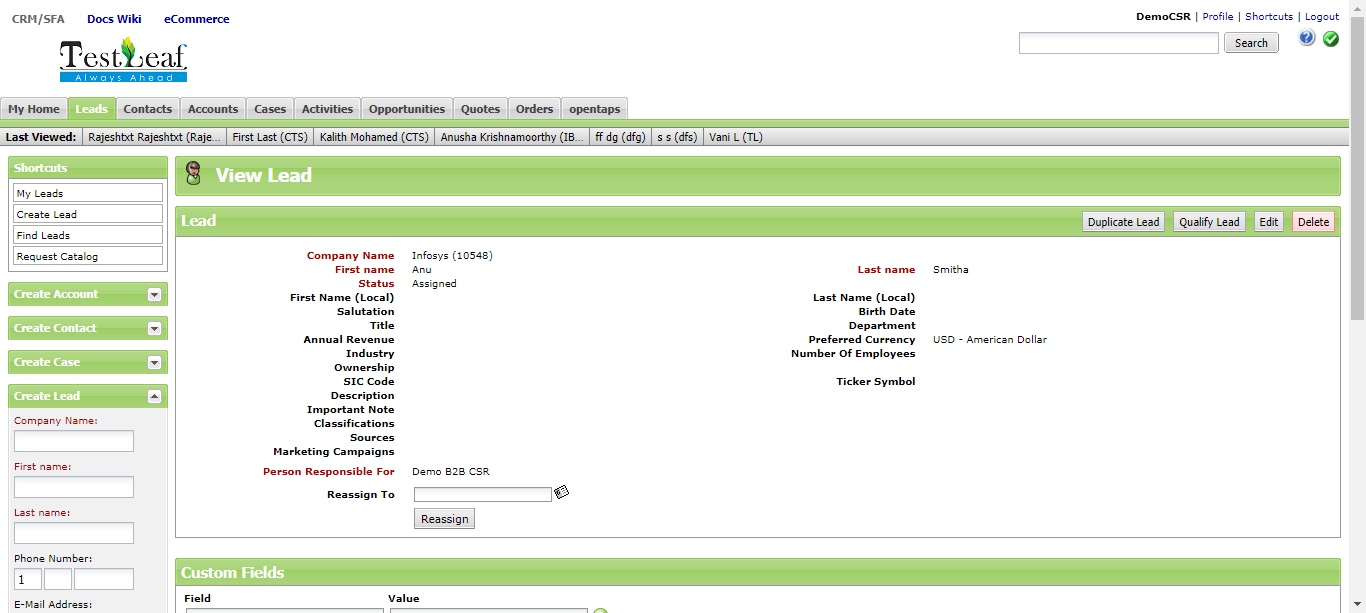 CRM/SFA Docs Wiki eCommerce
DemoCSR | Profile | Shortcuts | Logout
Search
TestLeaf
Always Ahead
My Home Leads Contacts Accounts Cases Activities Opportunities Quotes Orders opentaps
Last Viewed: Rajeshtxt Rajeshtxt (Raje... First Last (CTS) Kalith Mohamed (CTS) Anusha Krishnamoorthy (IB... ff dg (dfg) s s (dfs) Vani L (TL)
Shortcuts
My Leads
Create Lead
Find Leads
Request Catalog
Create Account
Create Contact
Create Case
Create Lead
Company Name:
First name:
Last name:
Phone Number:
1
E-Mail Address:
View Lead
Lead
Duplicate Lead Qualify Lead Edit Delete
Company Name Infosys (10548)
First name Anu Last name Smitha
Status Assigned
First Name (Local) Last Name (Local)
Salutation Birth Date
Title Department
Annual Revenue Preferred Currency USD - American Dollar
Industry Number Of Employees
Ownership
SIC Code Ticker Symbol
Description
Important Note
Classifications
Sources
Marketing Campaigns
Person Responsible For Demo B2B CSR
Reassign To
Reassign
Custom Fields
Field Value